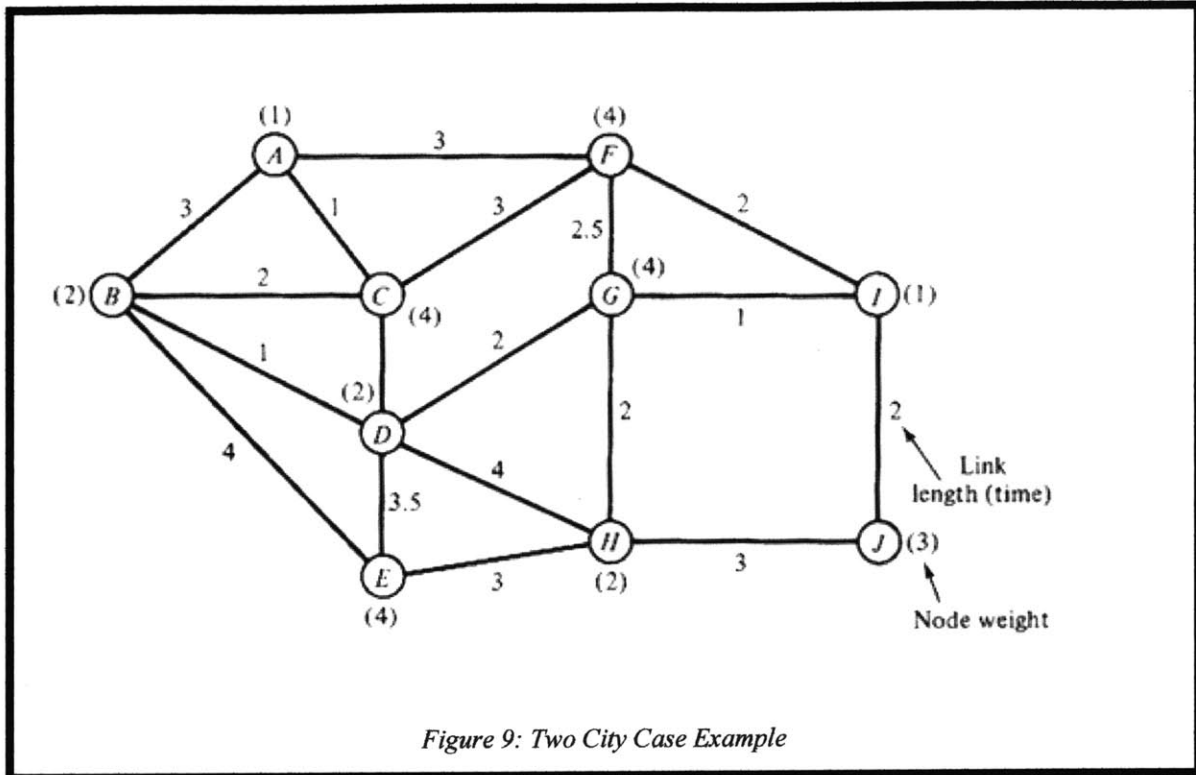 (1)
(4)
A
3
F
3
1
3
2
2.5
(4)
(2) B
2
C
G
I (1)
(4)
1
1
2
(2)
D
2
2
4
4
Link
length (time)
3.5
E
3
H
3
J (3)
(4)
(2)
Node weight
Figure 9: Two City Case Example